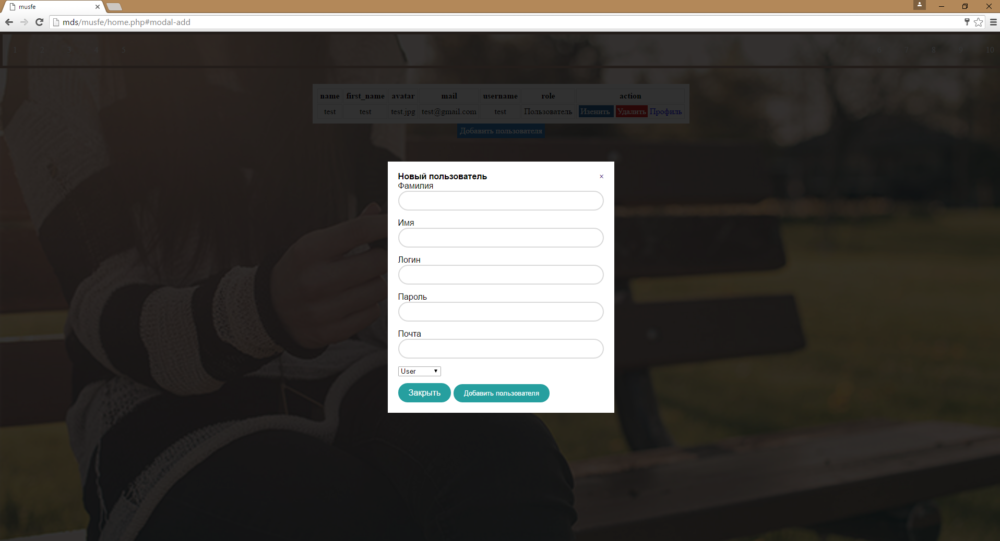 musfe
mds/musfe/home.php#modal-add
1 2 3 4 5 6 7 8 9 10
name first_name avatar mail username role action
test test test.jpg test@gmail.com test Пользователь Изенить Удалить Профиль
Добавить пользователя
Новый пользователь ×
Фамилия
Имя
Логин
Пароль
Почта
User
Закрыть Добавить пользователя